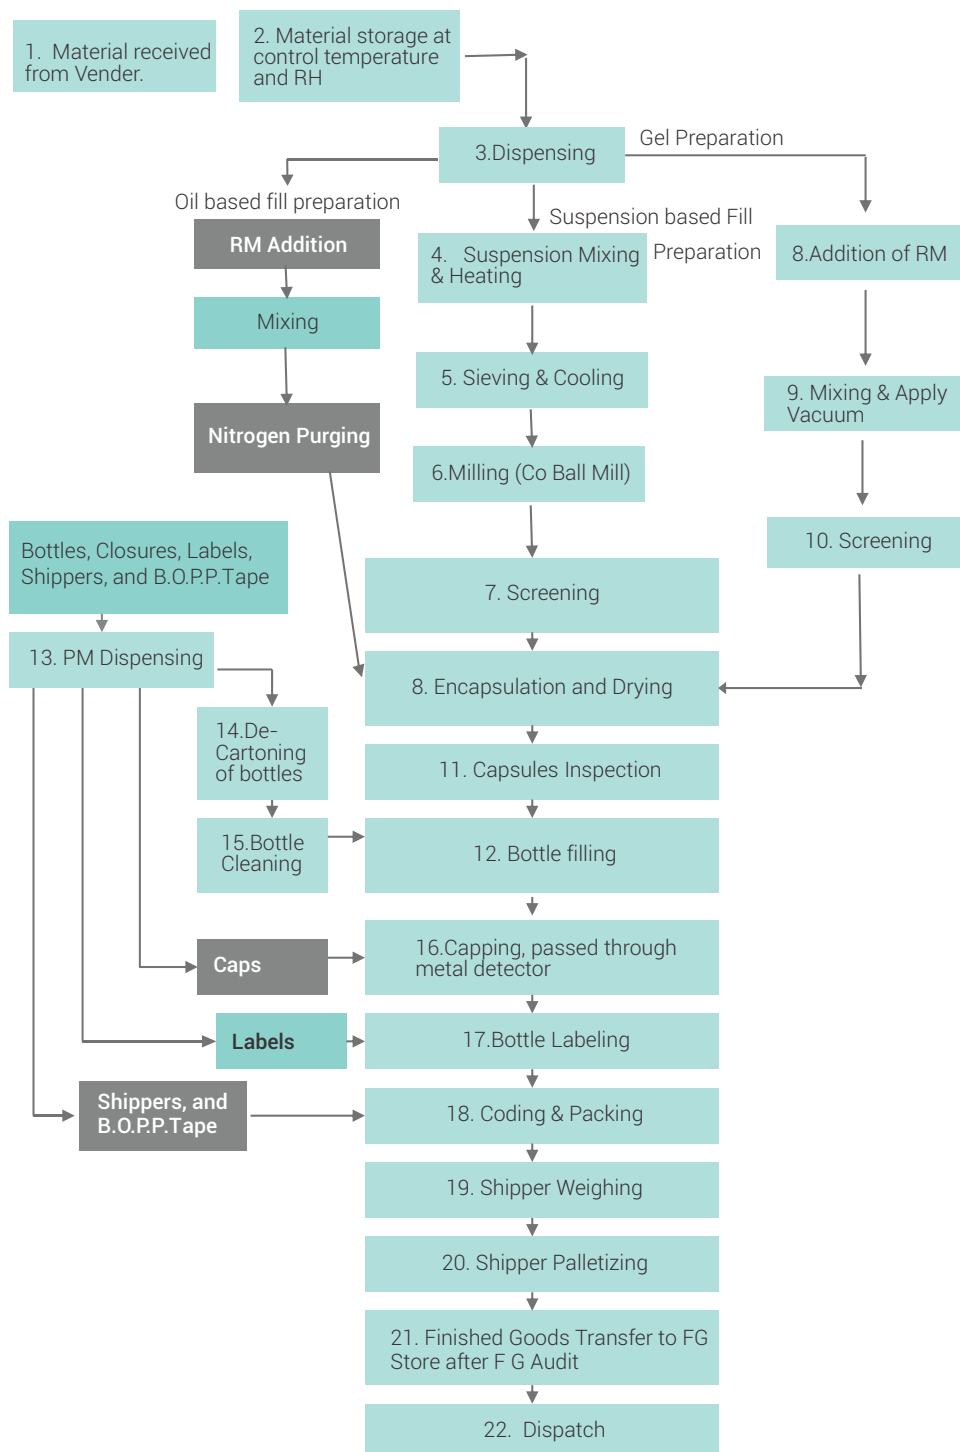 1. Material received
from Vender.
2. Material storage at
control temperature
and RH
3.Dispensing
Gel Preparation
Oil based fill preparation
Suspension based Fill
Preparation
RM Addition
4. Suspension Mixing
& Heating
8.Addition of RM
Mixing
5. Sieving & Cooling
9. Mixing & Apply
Vacuum
Nitrogen Purging
6.Milling (Co Ball Mill)
10. Screening
Bottles, Closures, Labels,
Shippers, and B.O.P.P.Tape
7. Screening
13. PM Dispensing
8. Encapsulation and Drying
14.De-
Cartoning
of bottles
11. Capsules Inspection
15.Bottle
Cleaning
12. Bottle filling
Caps
16.Capping, passed through
metal detector
Labels
17.Bottle Labeling
Shippers, and
B.O.P.P.Tape
18. Coding & Packing
19. Shipper Weighing
20. Shipper Palletizing
21. Finished Goods Transfer to FG
Store after F G Audit
22. Dispatch